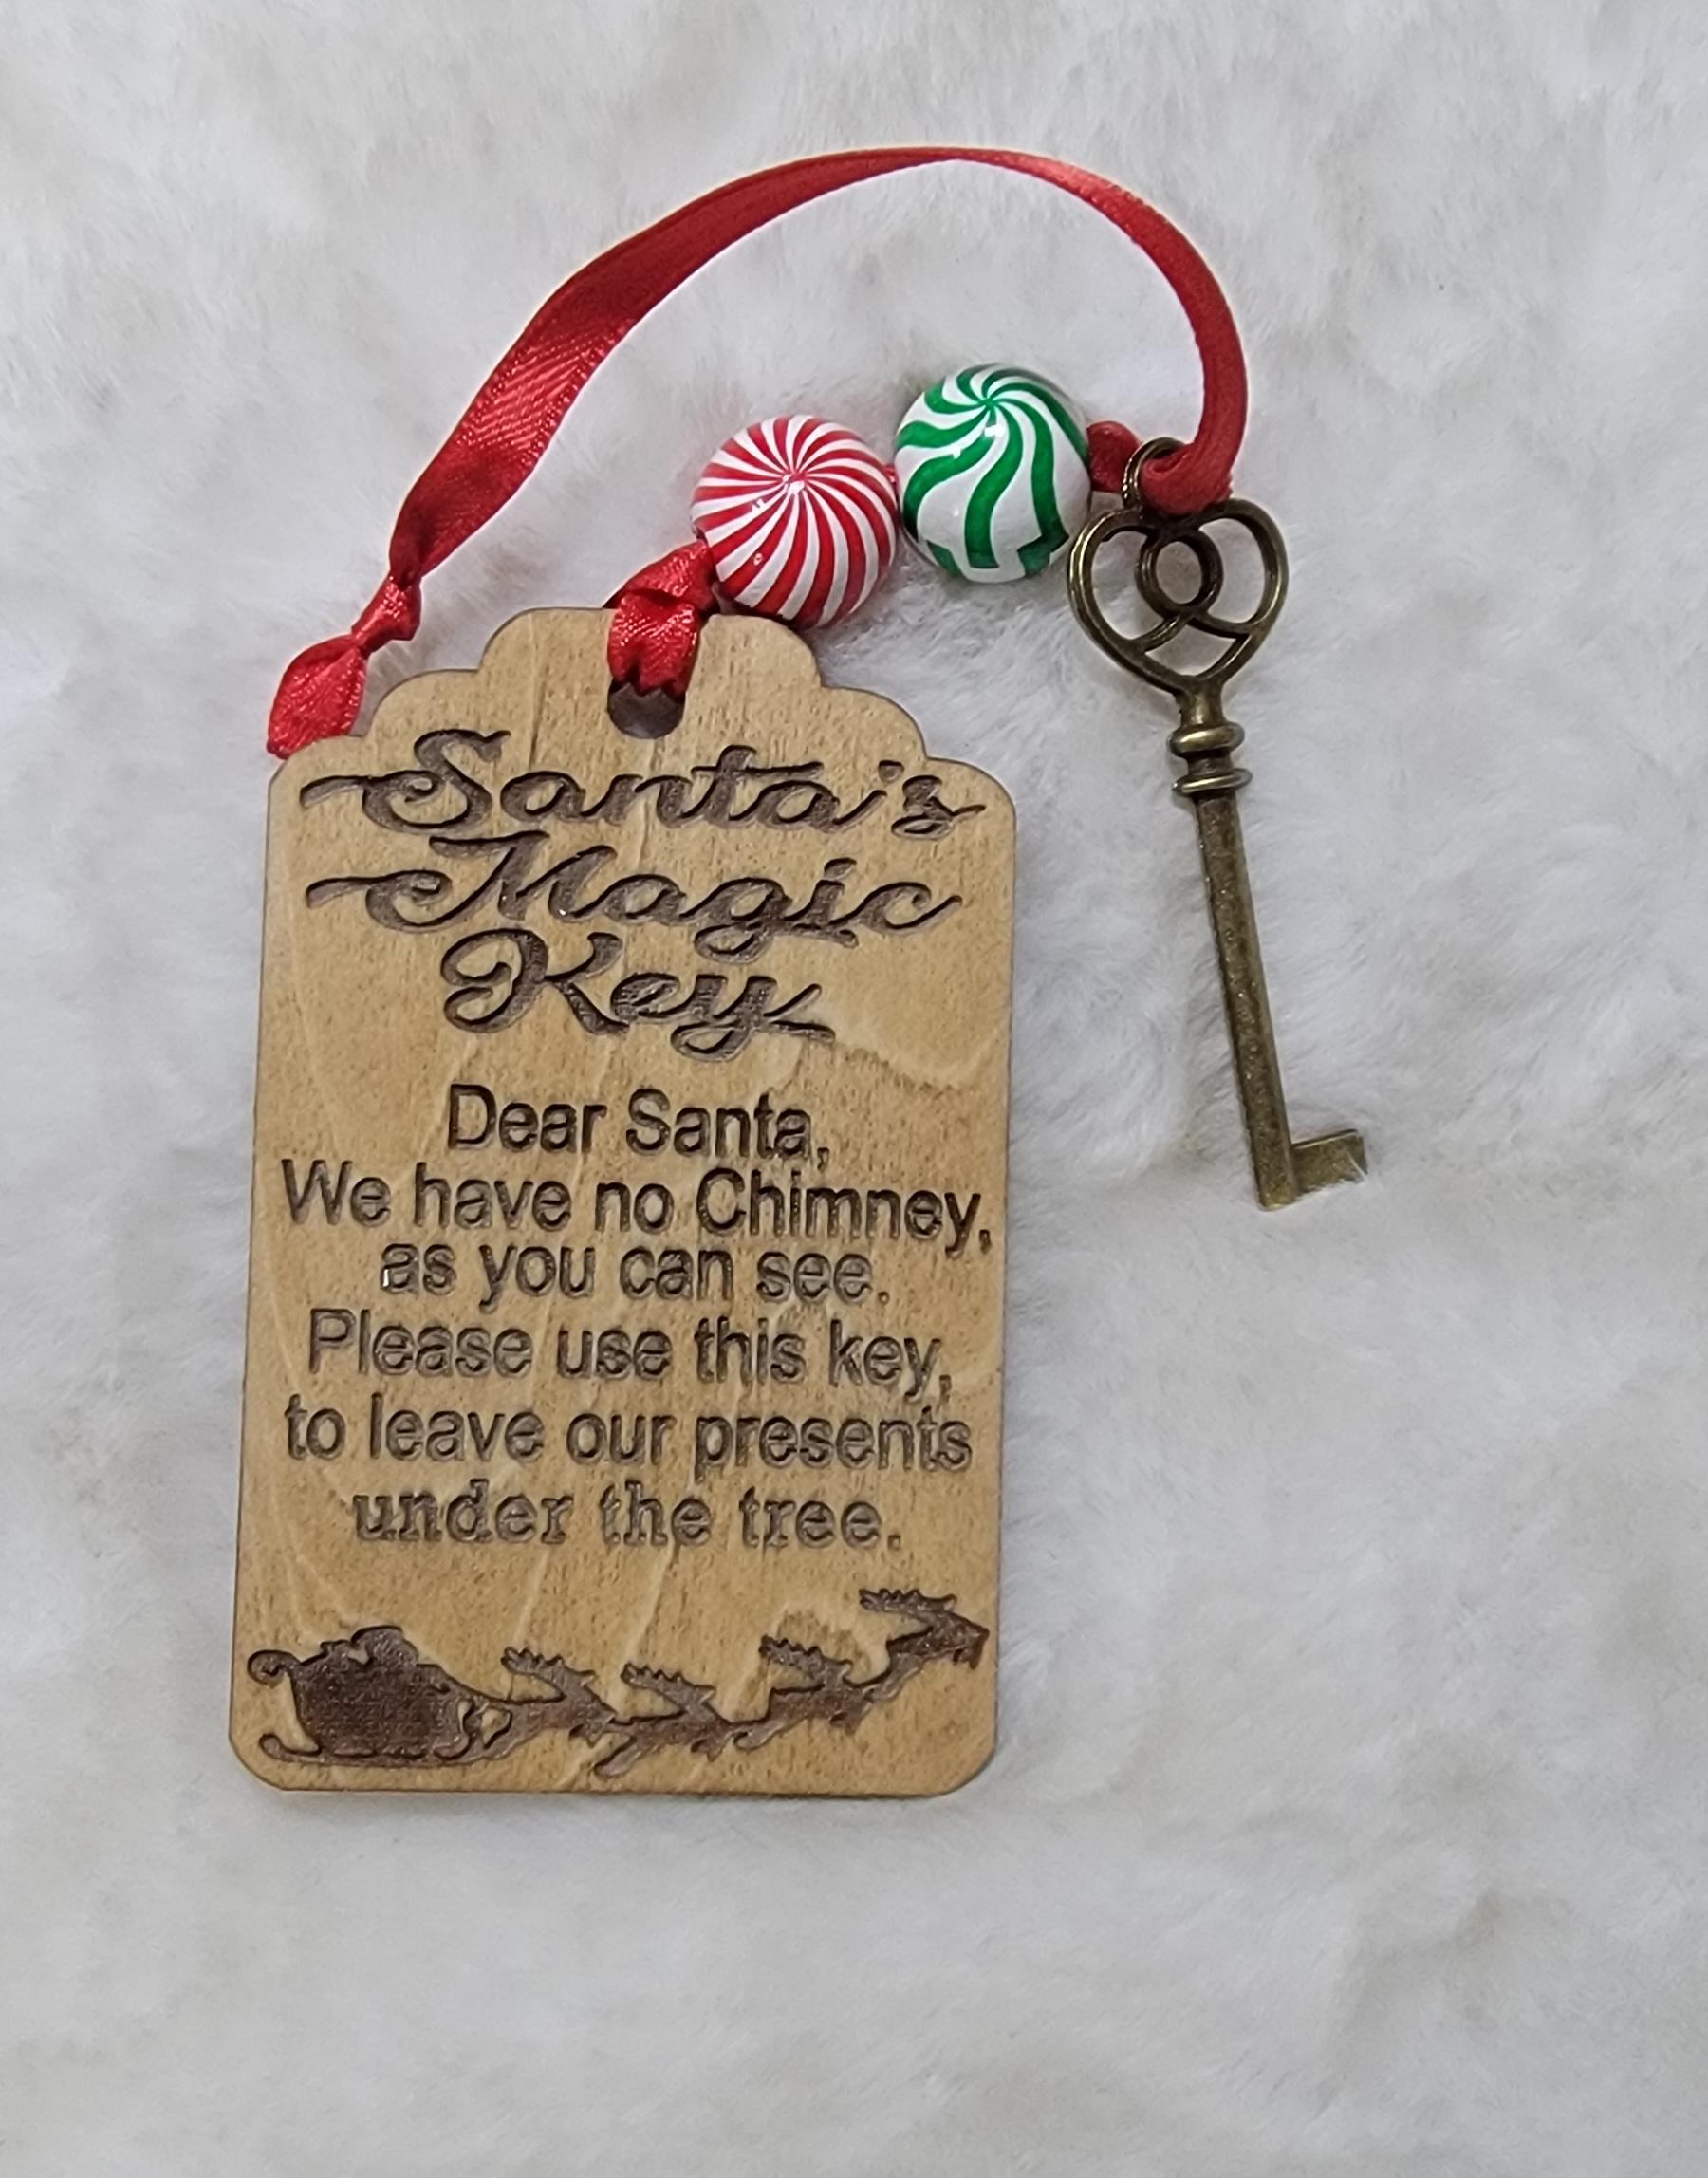 Santa's
Magic
Key
Dear Santa,
We have no Chimney,
as you can see.
Please use this key,
to leave our presents
under the tree.